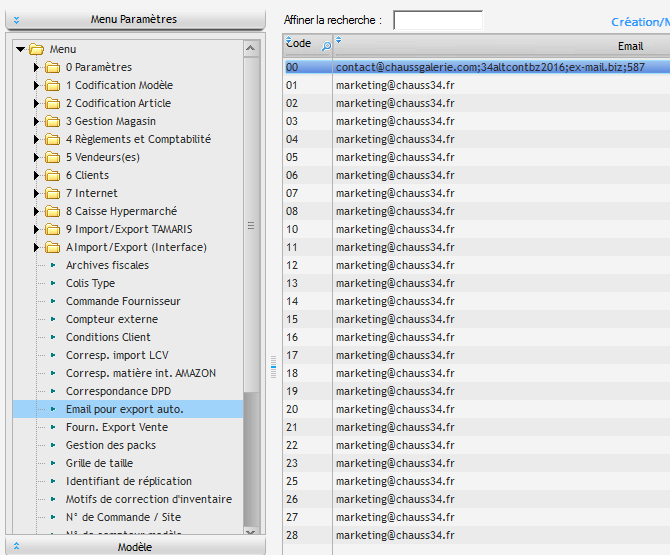 Menu Paramètres
Menu
0 Paramètres
1 Codification Modèle
2 Codification Article
3 Gestion Magasin
4 Règlements et Comptabilité
5 Vendeurs(es)
6 Clients
7 Internet
8 Caisse Hypermarché
9 Import/Export TAMARIS
A Import/Export (Interface)
Archives fiscales
Colis Type
Commande Fournisseur
Compteur externe
Conditions Client
Corresp. import LCV
Corresp. matière int. AMAZON
Correspondance DPD
Email pour export auto.
Fourn. Export Vente
Gestion des packs
Grille de taille
Identifiant de réplication
Motifs de correction d'inventaire
N° de Commande / Site
N° de compteur modèle
Modèle
Affiner la recherche :
Création/M
Code Email
00 contact@chaussgalerie.com;34altcontbz2016;ex-mail.biz;587
01 marketing@chauss34.fr
02 marketing@chauss34.fr
03 marketing@chauss34.fr
04 marketing@chauss34.fr
05 marketing@chauss34.fr
06 marketing@chauss34.fr
07 marketing@chauss34.fr
08 marketing@chauss34.fr
10 marketing@chauss34.fr
11 marketing@chauss34.fr
12 marketing@chauss34.fr
13 marketing@chauss34.fr
14 marketing@chauss34.fr
15 marketing@chauss34.fr
16 marketing@chauss34.fr
17 marketing@chauss34.fr
18 marketing@chauss34.fr
19 marketing@chauss34.fr
20 marketing@chauss34.fr
21 marketing@chauss34.fr
22 marketing@chauss34.fr
23 marketing@chauss34.fr
25 marketing@chauss34.fr
26 marketing@chauss34.fr
27 marketing@chauss34.fr
28 marketing@chauss34.fr